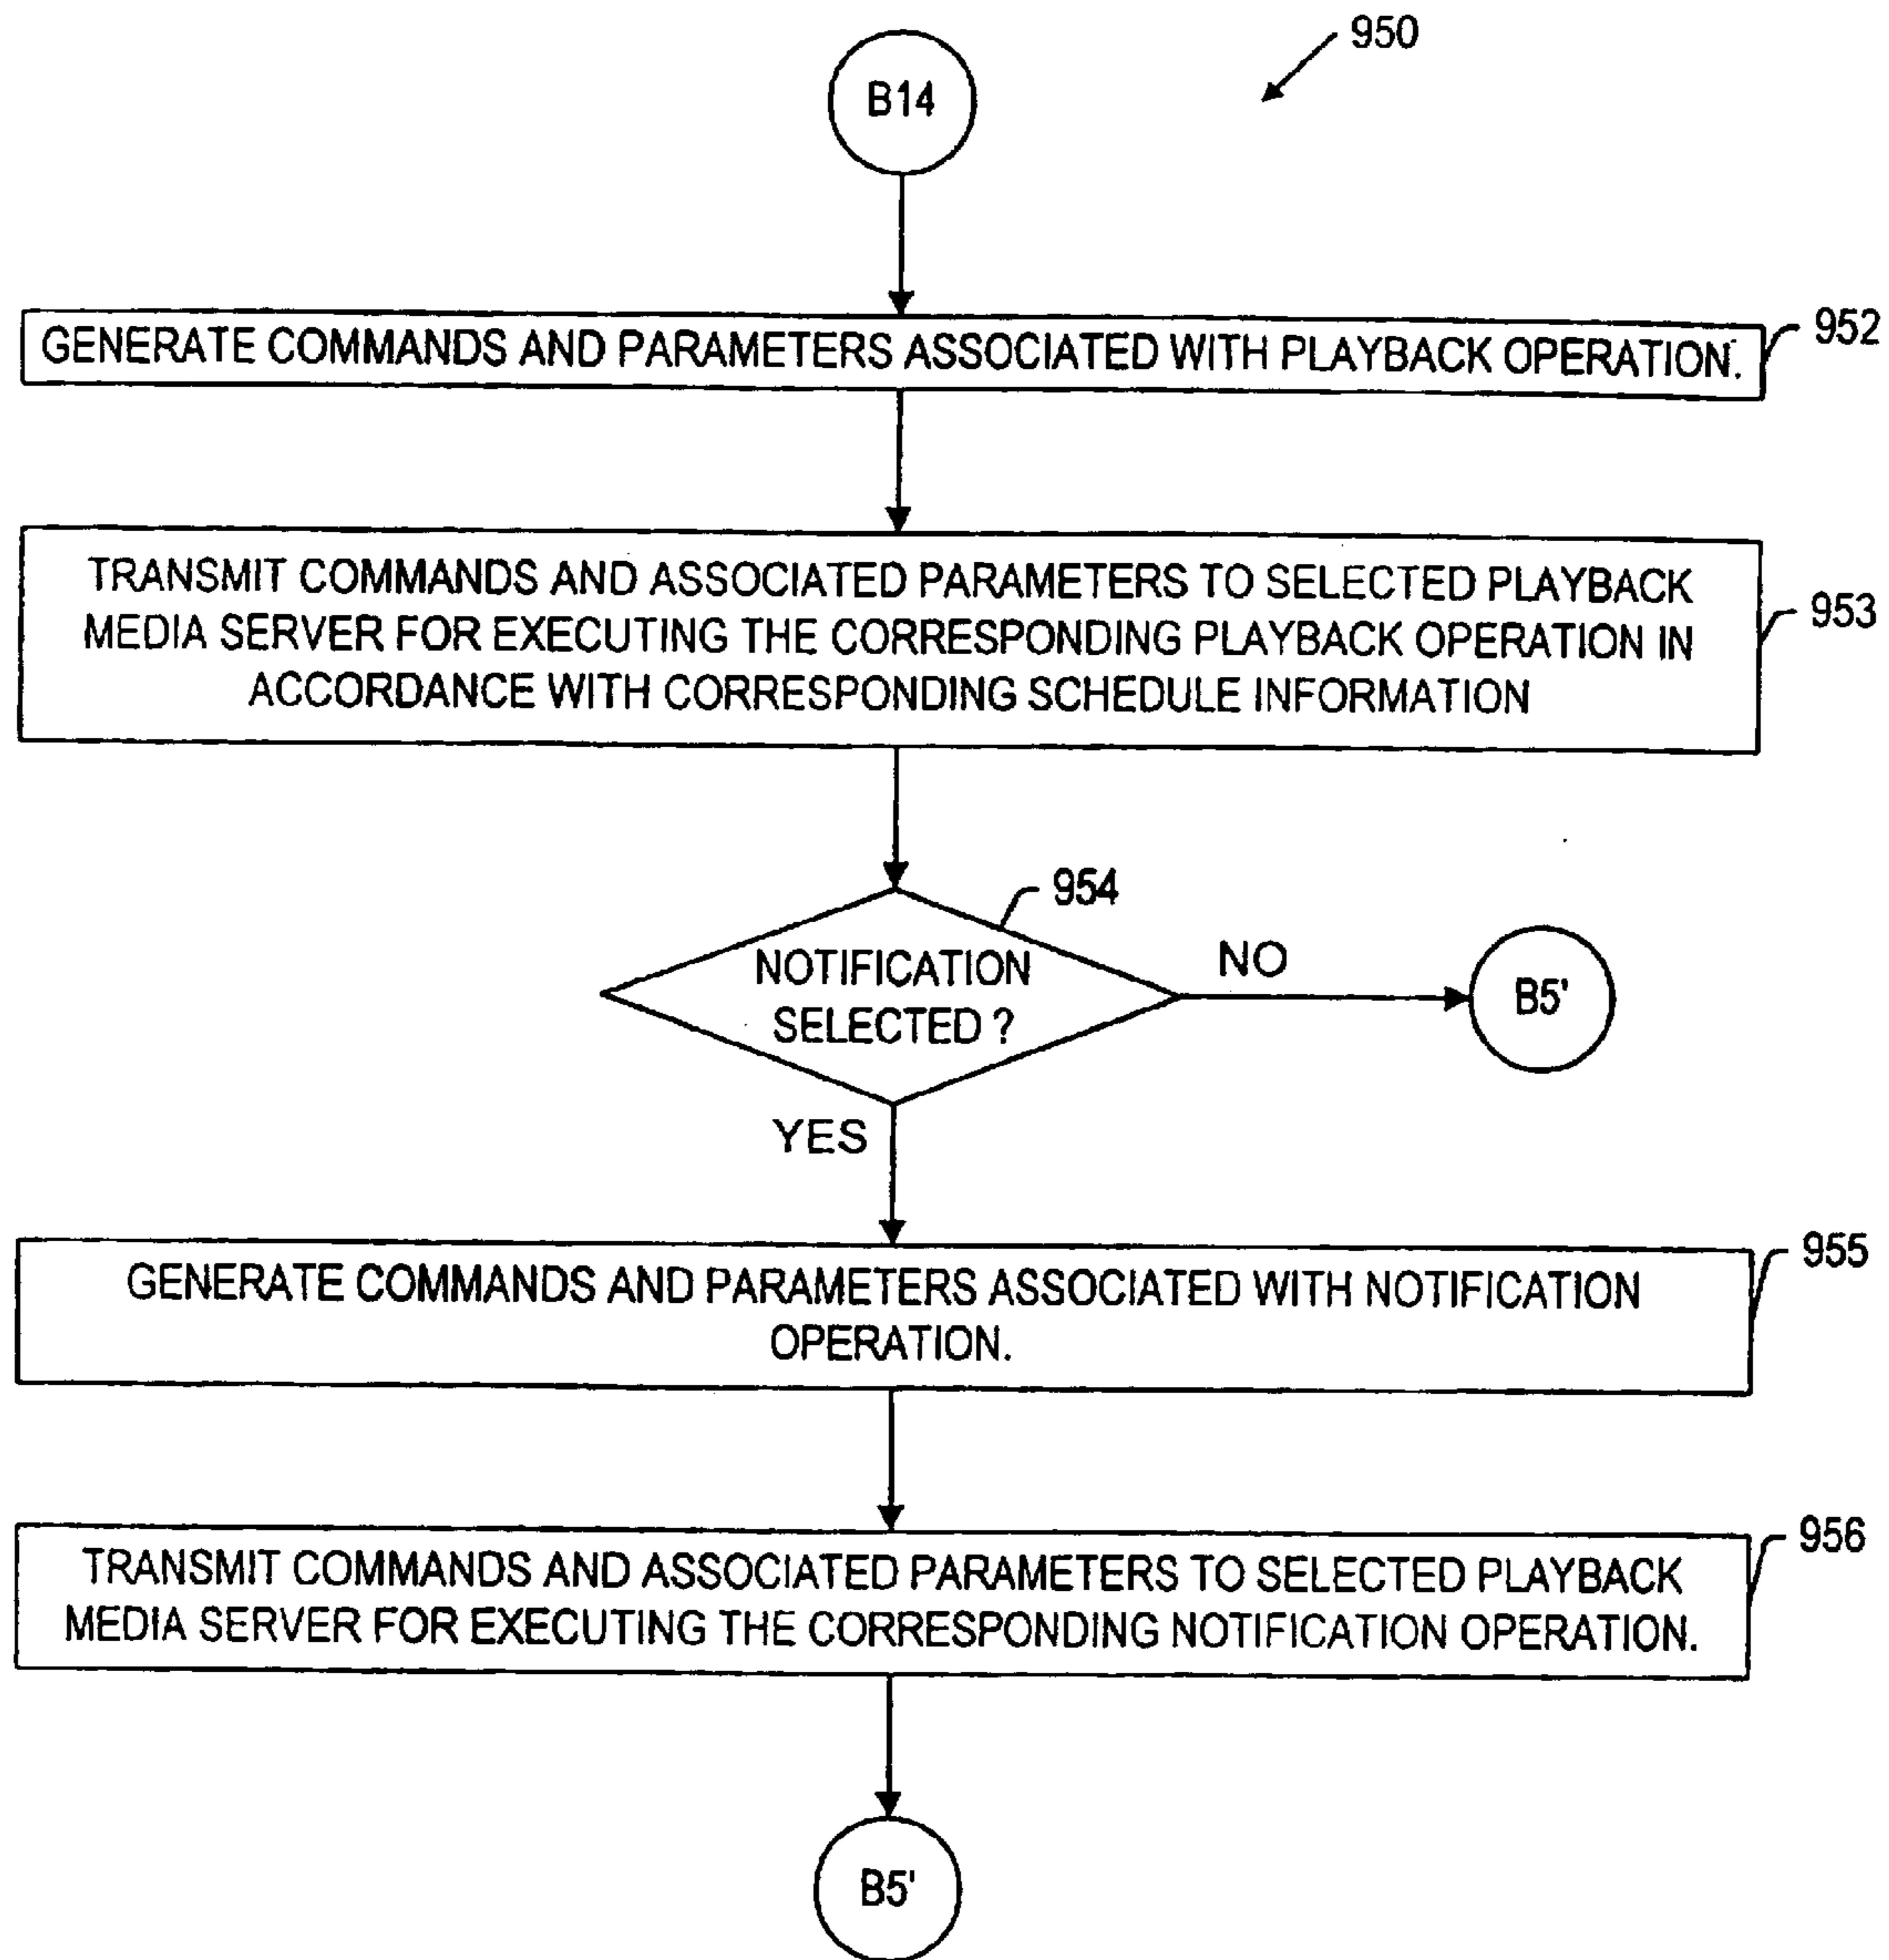 950
B14
GENERATE COMMANDS AND PARAMETERS ASSOCIATED WITH PLAYBACK OPERATION.
952
TRANSMIT COMMANDS AND ASSOCIATED PARAMETERS TO SELECTED PLAYBACK
MEDIA SERVER FOR EXECUTING THE CORRESPONDING PLAYBACK OPERATION IN
ACCORDANCE WITH CORRESPONDING SCHEDULE INFORMATION
953
954
NOTIFICATION
SELECTED ?
NO
B5'
YES
GENERATE COMMANDS AND PARAMETERS ASSOCIATED WITH NOTIFICATION
OPERATION.
955
TRANSMIT COMMANDS AND ASSOCIATED PARAMETERS TO SELECTED PLAYBACK
MEDIA SERVER FOR EXECUTING THE CORRESPONDING NOTIFICATION OPERATION.
956
B5'